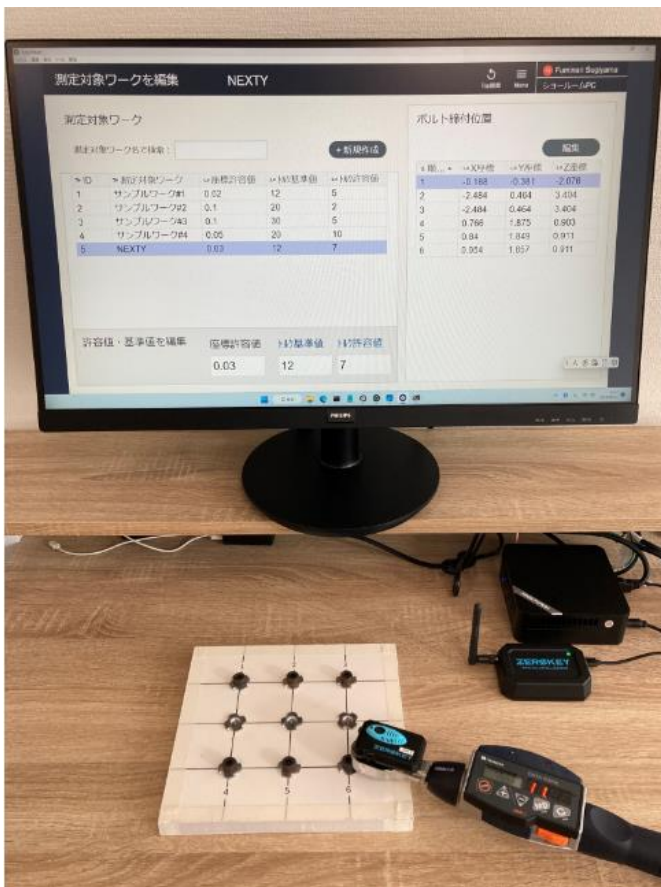 測定対象ワークを編集 NEXTY
Top画面 Menu
Fuminari Sugiyama
ショールームPC
測定対象ワーク
測定対象ワーク名で検索:
+新規作成
ID 測定対象ワーク 座標許容値 トルク基準値 トルク許容値
1 サンプルワーク#1 0.02 12 5
2 サンプルワーク#2 0.1 20 2
3 サンプルワーク#3 0.1 30 5
4 サンプルワーク#4 0.05 20 10
5 NEXTY 0.03 12 7
許容値・基準値を編集 座標許容値 トルク基準値 トルク許容値
0.03 12 7
ボルト締付位置
編集
順... X座標 Y座標 Z座標
1 -0.168 -0.381 -2.076
2 -2.484 0.464 3.404
3 -2.484 0.464 3.404
4 0.766 1.875 0.903
5 0.84 1.849 0.911
6 0.954 1.857 0.911
PHILIPS
ZEROKEY
ZEROKEY
4 5 6